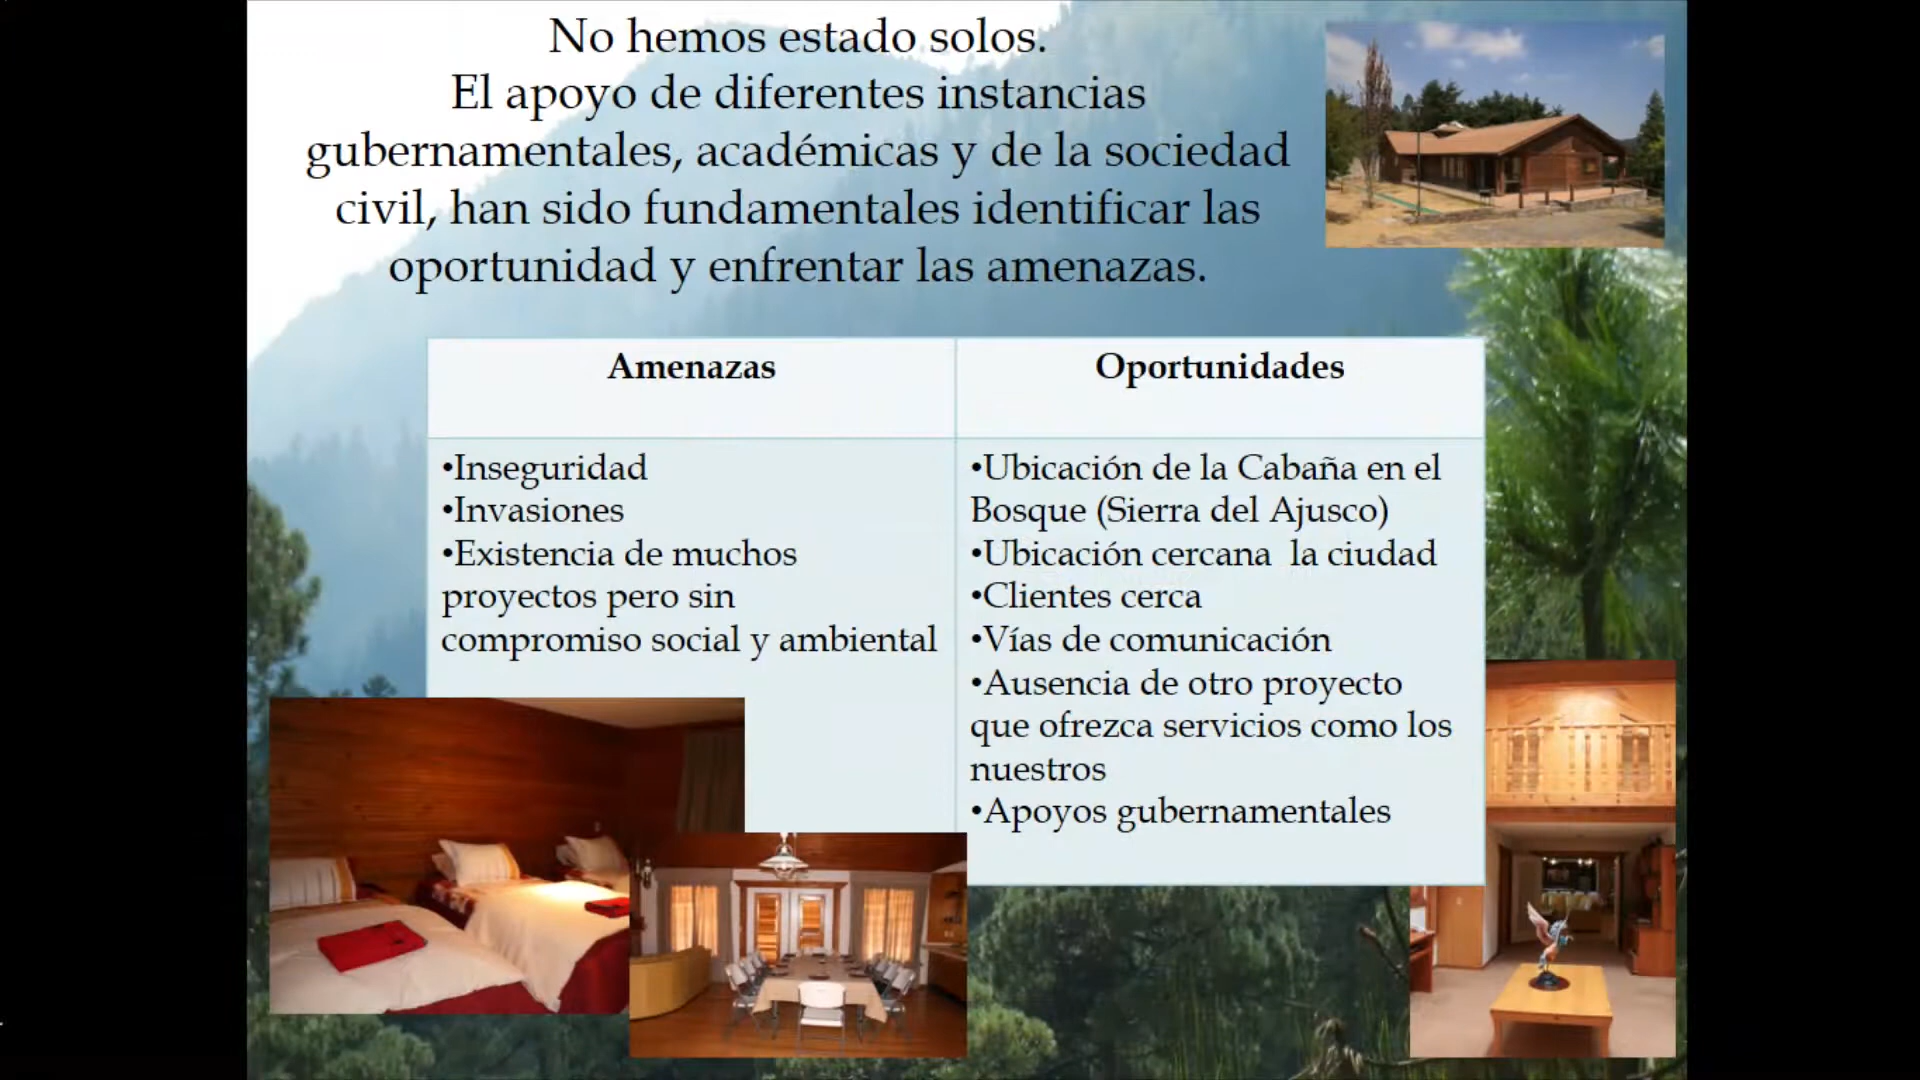 No hemos estado solos.
El apoyo de diferentes instancias
gubernamentales, académicas y de la sociedad
civil, han sido fundamentales identificar las
oportunidad y enfrentar las amenazas.
Amenazas
•Inseguridad
•Invasiones
•Existencia de muchos
proyectos pero sin
compromiso social y ambiental
Oportunidades
•Ubicación de la Cabaña en el
Bosque (Sierra del Ajusco)
•Ubicación cercana  la ciudad
•Clientes cerca
•Vías de comunicación
•Ausencia de otro proyecto
que ofrezca servicios como los
nuestros
•Apoyos gubernamentales